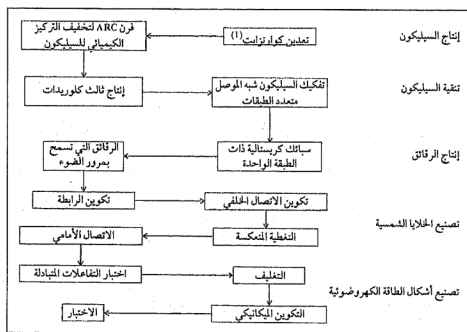 إنتاج السيليكون
تعدين كوارتزايت (1)
فرن ARC لتخفيف التركيز
الكيميائي للسيليكون
تنقية السيليكون
إنتاج ثالث كلوريدات
تفكيك السيليكون شبه الموصل
متعدد الطبقات
إنتاج الرقائق
سبائك كريستالية ذات
الطبقة الواحدة
الرقائق التي تسمح
بمرور الضوء
تكوين الرابطة
تكوين الاتصال الخلفي
تصنيع الخلايا الشمسية
التغطية المنعكسة
الاتصال الأمامي
اختبار التفاعلات المتبادلة
التغليف
تصنيع أشكال الطاقة الكهروضوئية
التكوين الميكانيكي
الاختبار